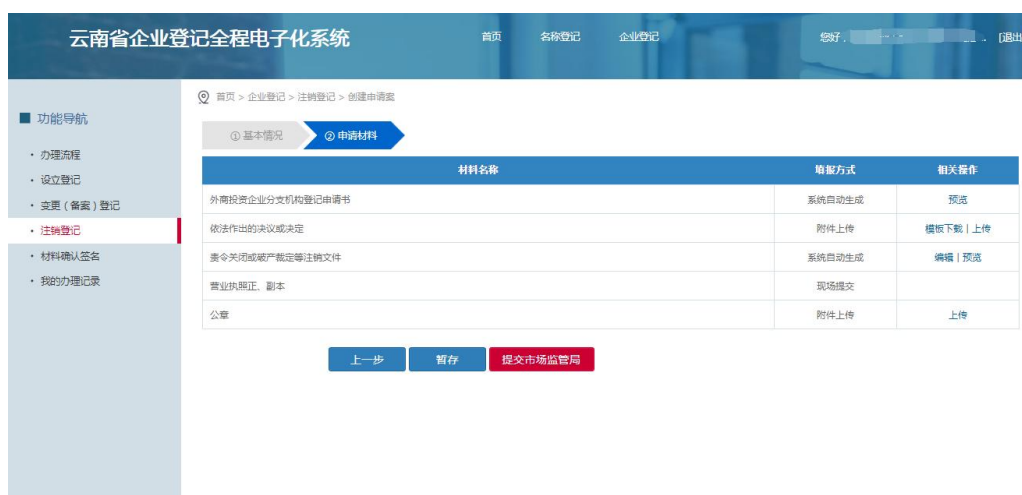 云南省企业登记全程电子化系统
首页 名称登记 企业登记
您好，
[退出
首页 > 企业登记 > 注销登记 > 创建申请案
功能导航
• 办理流程
• 设立登记
• 变更（备案）登记
• 注销登记
• 材料确认签名
• 我的办理记录
① 基本情况 ② 申请材料
材料名称 填报方式 相关操作
外商投资企业分支机构登记申请书 系统自动生成 预览
依法作出的决议或决定 附件上传 模板下载 | 上传
责令关闭或破产裁定等注销文件 系统自动生成 编辑 | 预览
营业执照正、副本 现场提交
公章 附件上传 上传
上一步 暂存 提交市场监管局